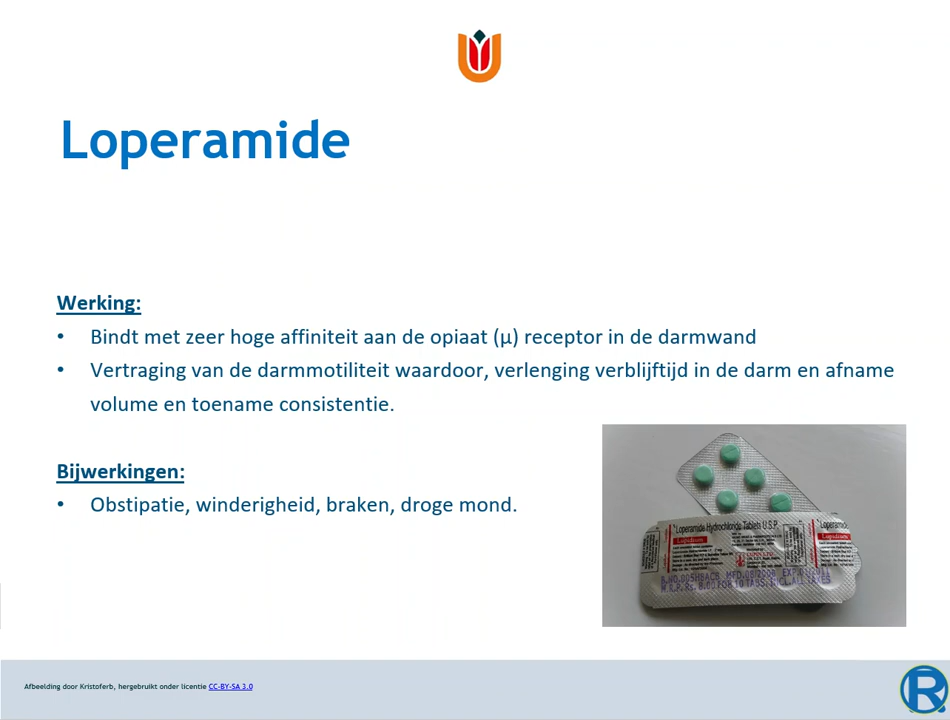 Loperamide
Werking:
• Bindt met zeer hoge affiniteit aan de opiaat (µ) receptor in de darmwand
• Vertraging van de darmmotiliteit waardoor, verlenging verblijftijd in de darm en afname
volume en toename consistentie.
Bijwerkingen:
• Obstipatie, winderigheid, braken, droge mond.
Loperamide Hydrochloride Tablets U.S.P.
Lopidium
Afbeelding door Kristoferb, hergebruikt onder licentie CC-BY-SA 3.0
R